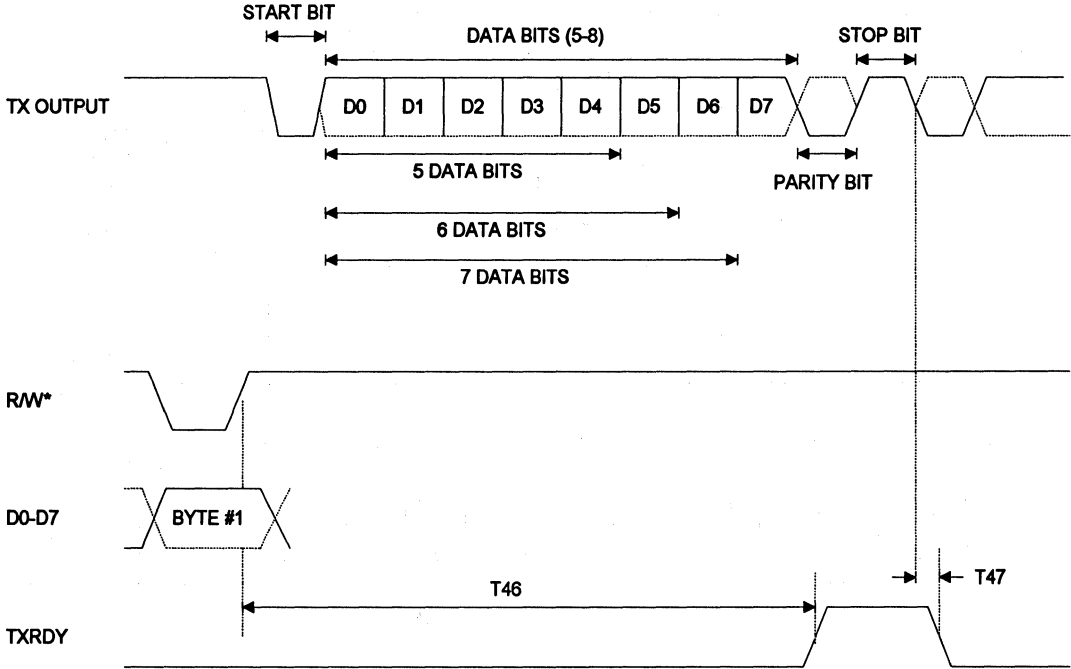 START BIT
DATA BITS (5-8)
STOP BIT
TX OUTPUT
D0 D1 D2 D3 D4 D5 D6 D7
5 DATA BITS
PARITY BIT
6 DATA BITS
7 DATA BITS
R/W*
D0-D7
BYTE #1
T46
T47
TXRDY